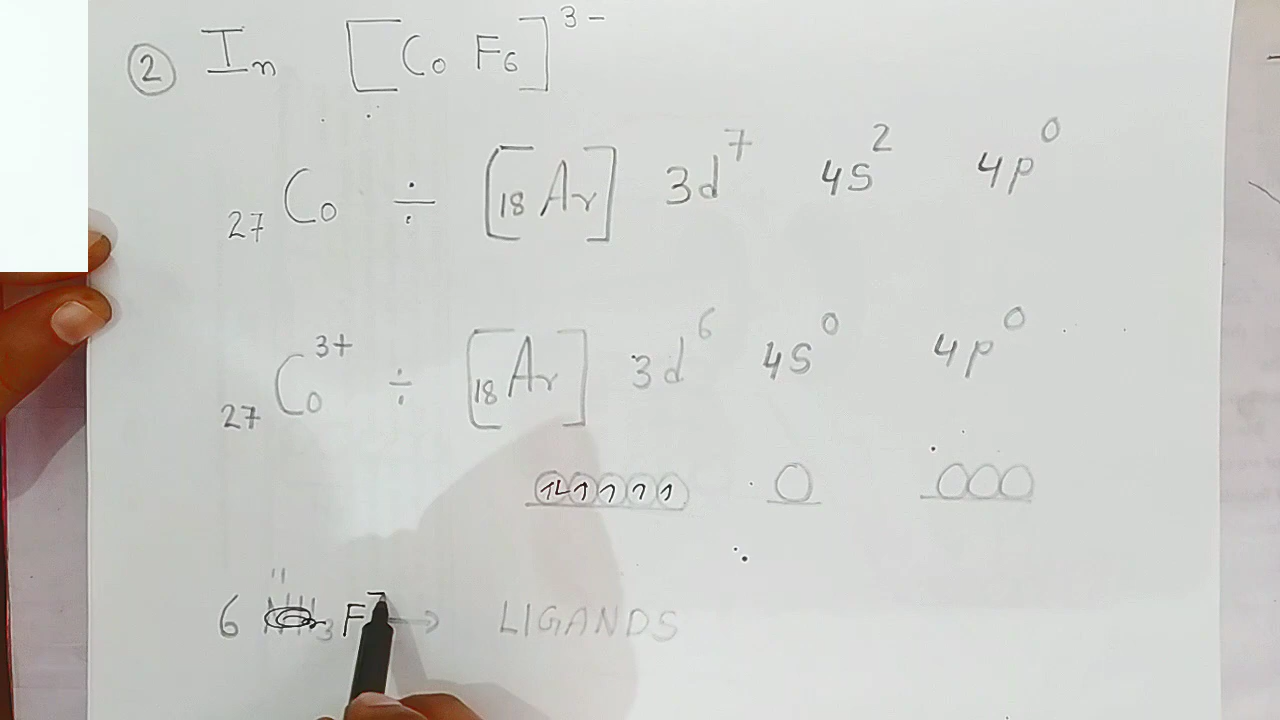 ② In [Co F6]3−
27Co ÷ [18Ar] 3d7 4s2 4p0
27Co3+ ÷ [18Ar] 3d6 4s0 4p0
↑↓ ↑ ↑ ↑ ↑
6 F− → LIGANDS